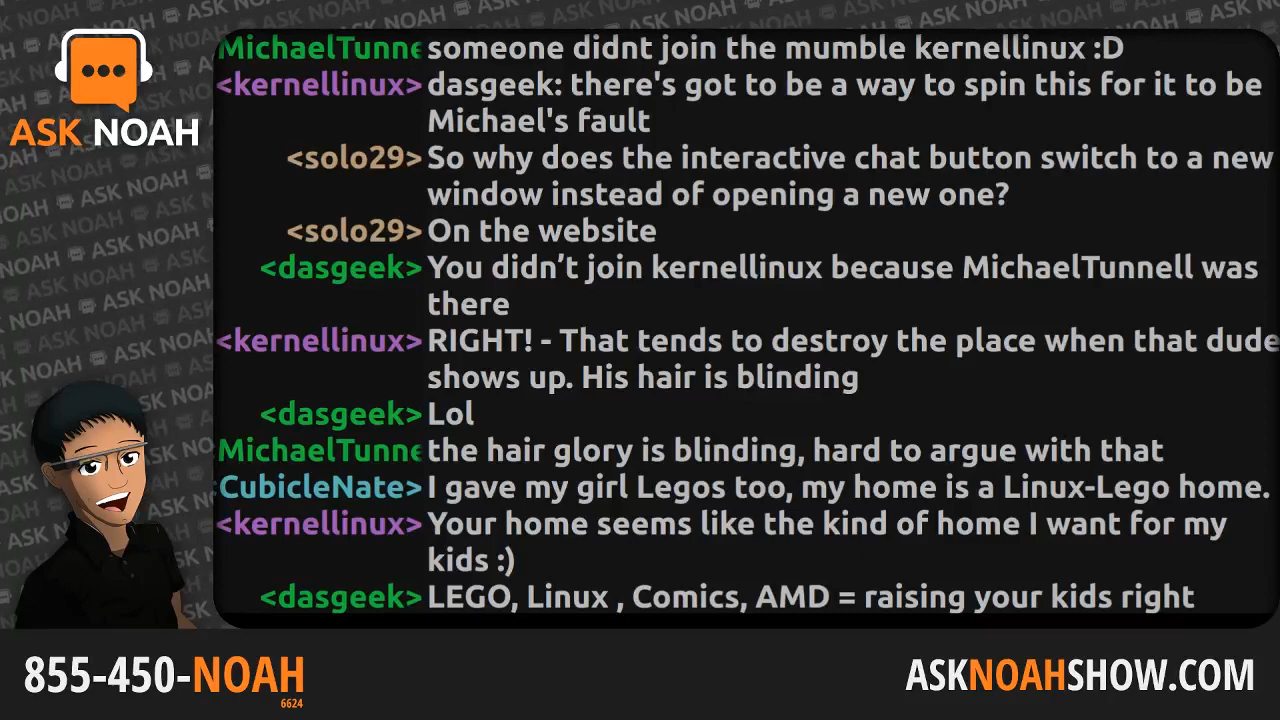 ASK NOAH
MichaelTunne someone didnt join the mumble kernellinux :D
<kernellinux> dasgeek: there's got to be a way to spin this for it to be
Michael's fault
<solo29> So why does the interactive chat button switch to a new
window instead of opening a new one?
<solo29> On the website
<dasgeek> You didn’t join kernellinux because MichaelTunnell was
there
<kernellinux> RIGHT! - That tends to destroy the place when that dude
shows up. His hair is blinding
<dasgeek> Lol
MichaelTunne the hair glory is blinding, hard to argue with that
CubicleNate> I gave my girl Legos too, my home is a Linux-Lego home.
<kernellinux> Your home seems like the kind of home I want for my
kids :)
<dasgeek> LEGO, Linux , Comics, AMD = raising your kids right
855-450-NOAH
6624
ASKNOAHSHOW.COM